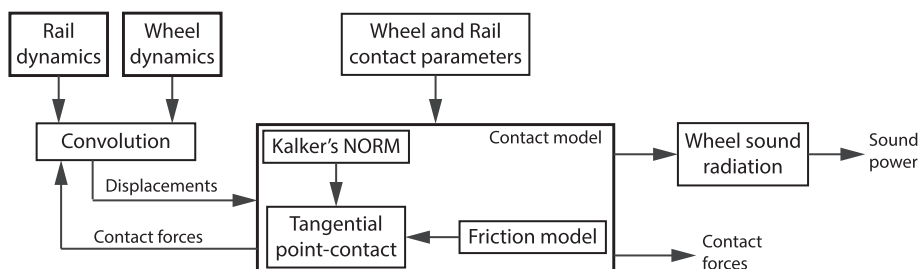 Rail
dynamics
Wheel
dynamics
Wheel and Rail
contact parameters
Convolution
Kalker's NORM
Contact model
Wheel sound
radiation
Sound
power
Displacements
Tangential
point-contact
Friction model
Contact forces
Contact
forces